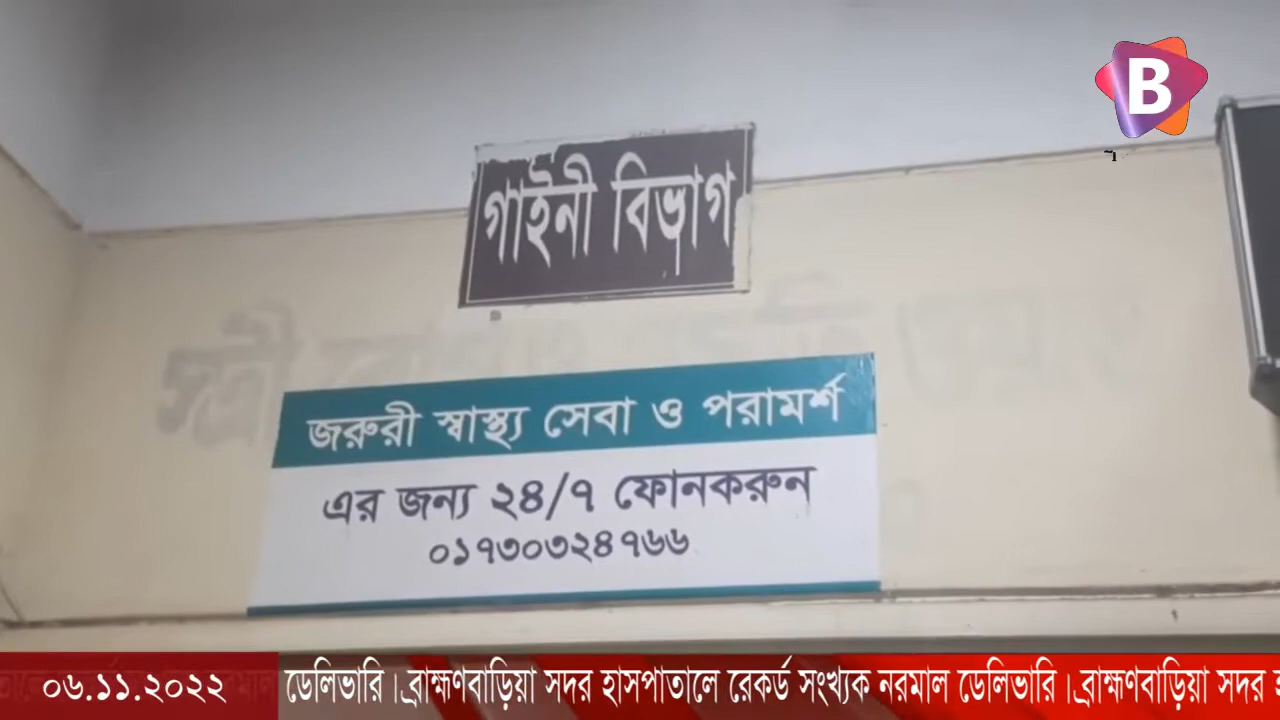 B
গাইনী বিভাগ
স্ত্রী
জরুরী স্বাস্থ্য সেবা ও পরামর্শ
এর জন্য ২৪/৭ ফোনকরুন
০১৭৩০৩২৪৭৬৬
০৬.১১.২০২২
ডেলিভারি। ব্রাহ্মণবাড়িয়া সদর হাসপাতালে রেকর্ড সংখ্যক নরমাল ডেলিভারি। ব্রাহ্মণবাড়িয়া সদর